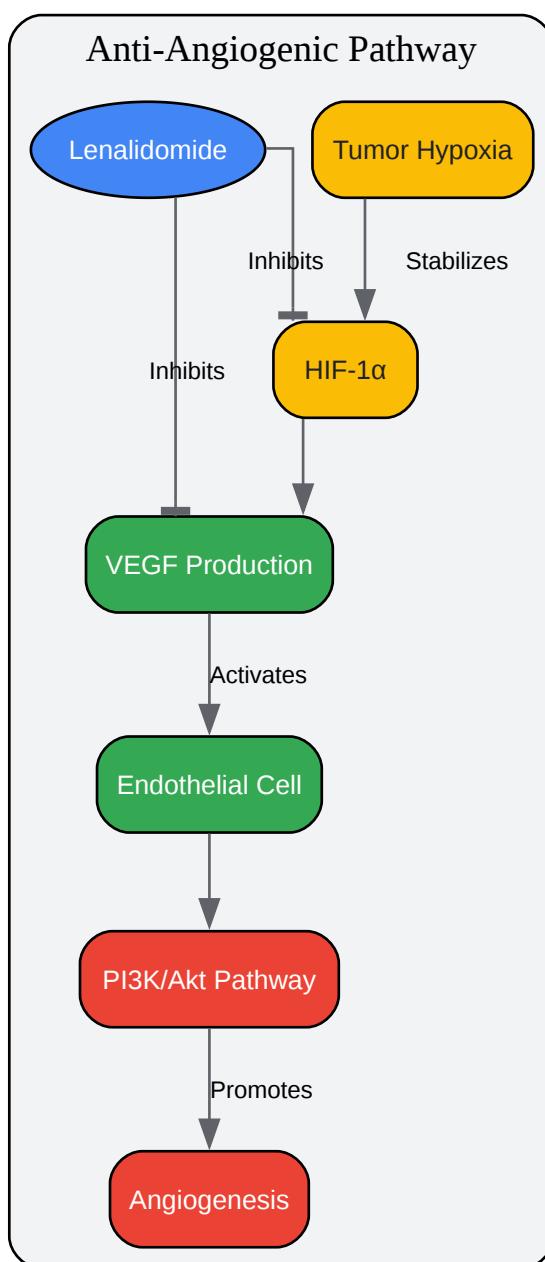 Anti-Angiogenic Pathway
Lenalidomide
Tumor Hypoxia
Inhibits
Stabilizes
HIF-1α
Inhibits
VEGF Production
Activates
Endothelial Cell
PI3K/Akt Pathway
Promotes
Angiogenesis